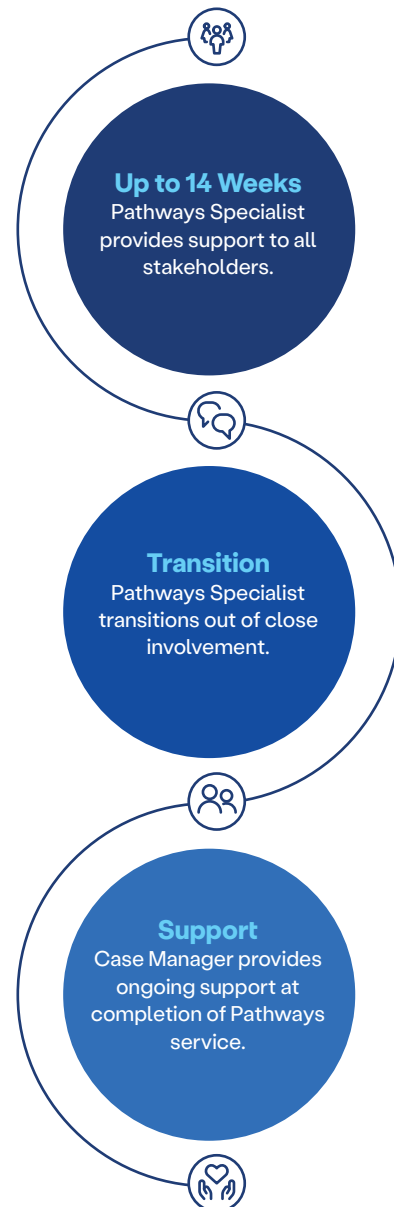 Up to 14 Weeks
Pathways Specialist
provides support to all
stakeholders.
Transition
Pathways Specialist
transitions out of close
involvement.
Support
Case Manager provides
ongoing support at
completion of Pathways
service.